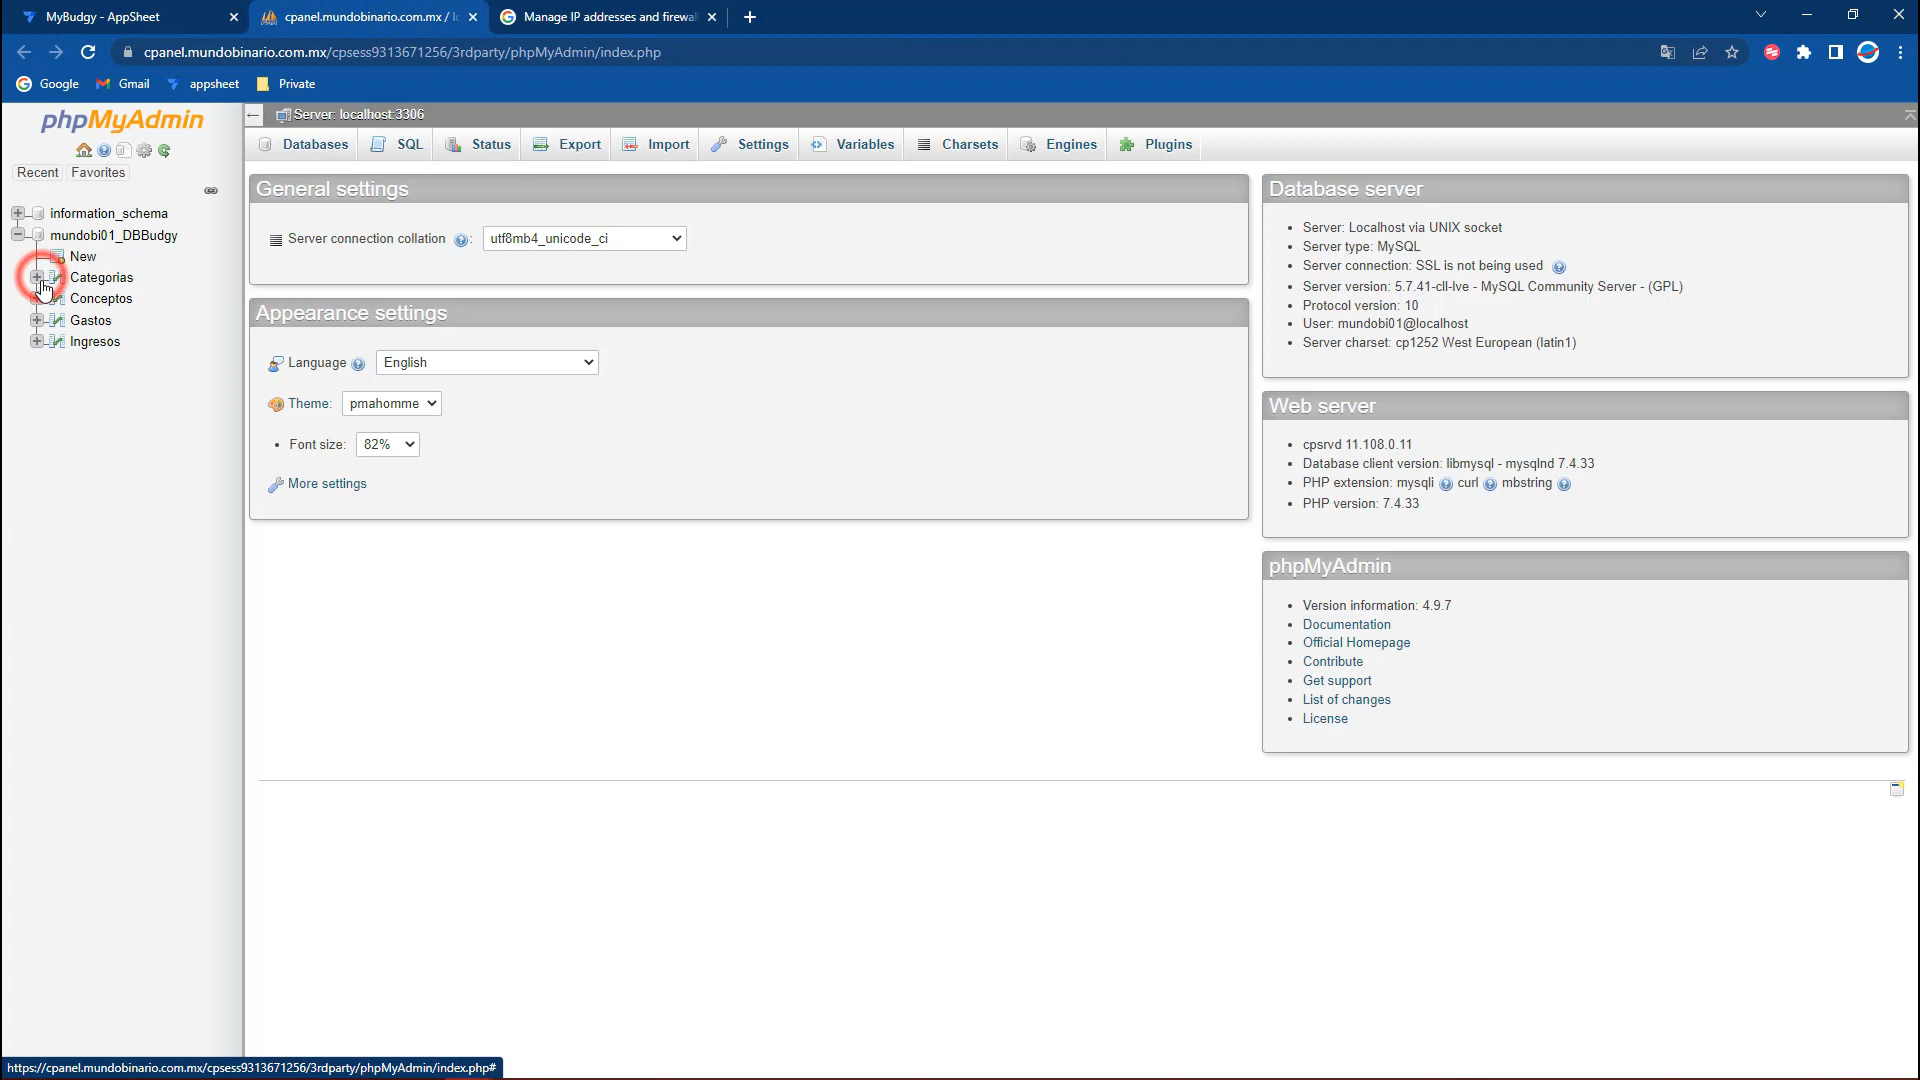 MyBudgy - AppSheet
cpanel.mundobinario.com.mx / lo
Manage IP addresses and firewal
cpanel.mundobinario.com.mx/cpsess9313671256/3rdparty/phpMyAdmin/index.php
Google
Gmail
appsheet
Private
phpMyAdmin
Recent
Favorites
information_schema
mundobi01_DBBudgy
New
Categorias
Conceptos
Gastos
Ingresos
Server: localhost:3306
Databases
SQL
Status
Export
Import
Settings
Variables
Charsets
Engines
Plugins
General settings
Server connection collation :
utf8mb4_unicode_ci
Appearance settings
Language
English
Theme:
pmahomme
• Font size:
82%
More settings
Database server
• Server: Localhost via UNIX socket
• Server type: MySQL
• Server connection: SSL is not being used
• Server version: 5.7.41-cll-lve - MySQL Community Server - (GPL)
• Protocol version: 10
• User: mundobi01@localhost
• Server charset: cp1252 West European (latin1)
Web server
• cpsrvd 11.108.0.11
• Database client version: libmysql - mysqlnd 7.4.33
• PHP extension: mysqli curl mbstring
• PHP version: 7.4.33
phpMyAdmin
• Version information: 4.9.7
• Documentation
• Official Homepage
• Contribute
• Get support
• List of changes
• License
https://cpanel.mundobinario.com.mx/cpsess9313671256/3rdparty/phpMyAdmin/index.php#